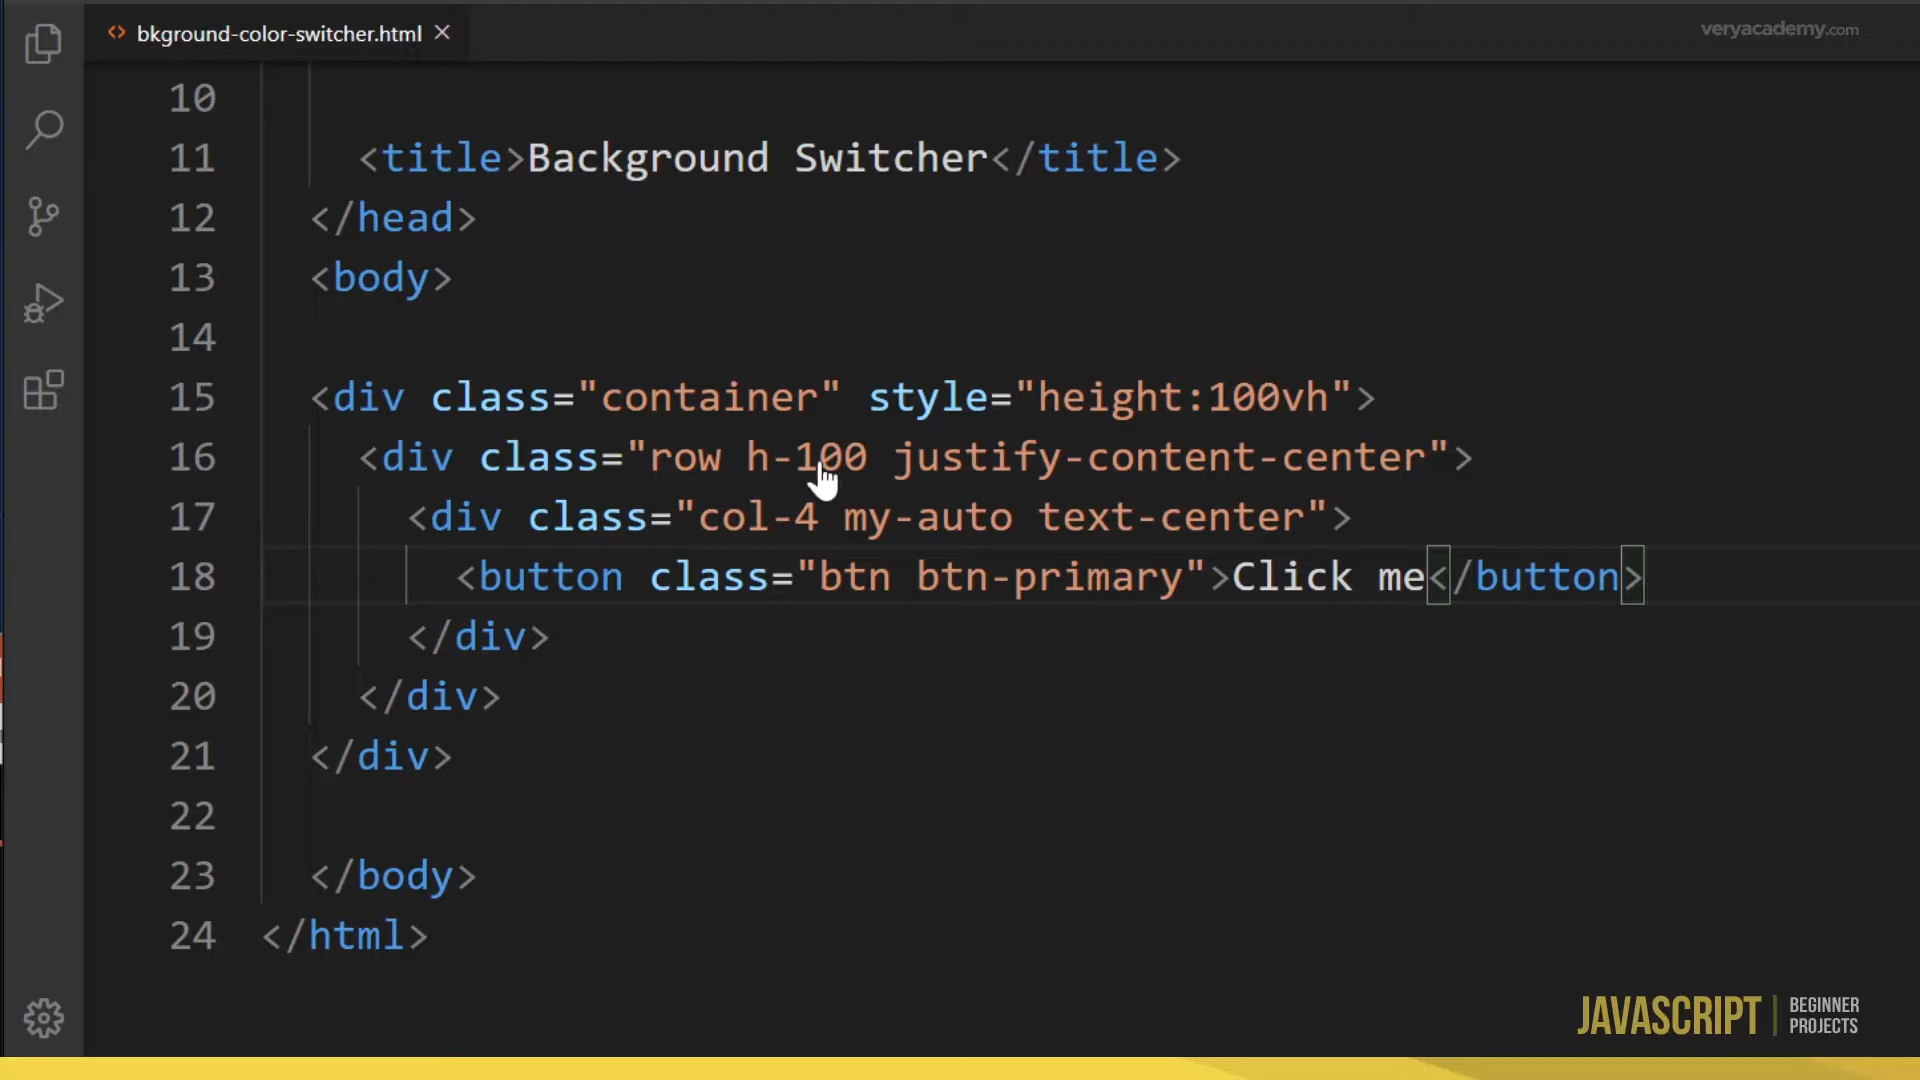 bkground-color-switcher.html
veryacademy.com
10
11 <title>Background Switcher</title>
12 </head>
13 <body>
14
15 <div class="container" style="height:100vh">
16 <div class="row h-100 justify-content-center">
17 <div class="col-4 my-auto text-center">
18 <button class="btn btn-primary">Click me</button>
19 </div>
20 </div>
21 </div>
22
23 </body>
24 </html>
JAVASCRIPT
BEGINNER
PROJECTS